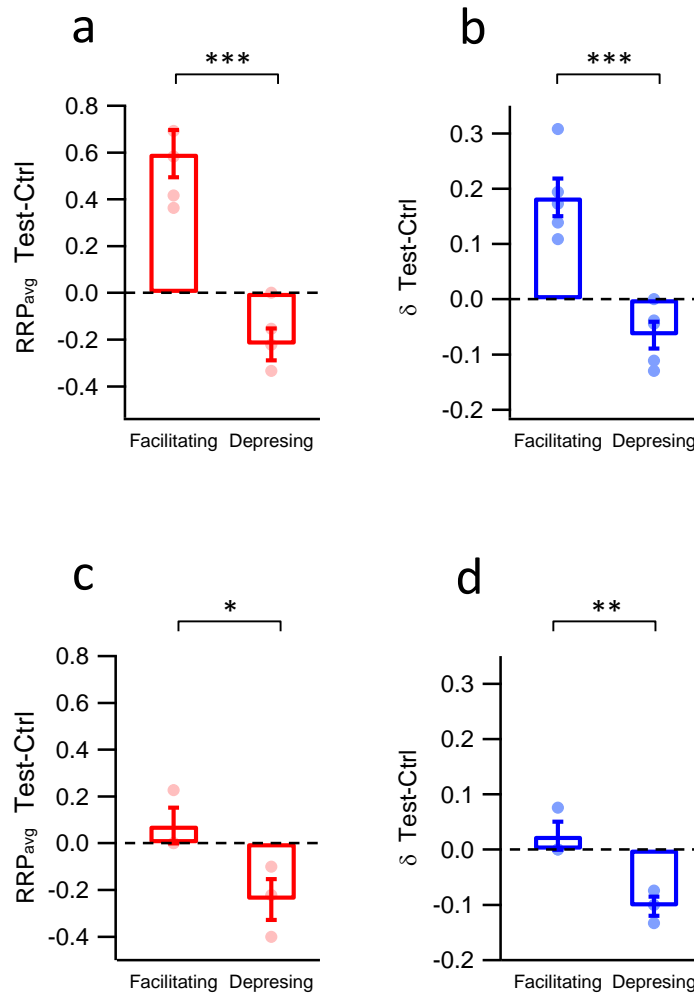 a
***
0.8
0.6
0.4
0.2
0.0
-0.2
-0.4
RRPavg Test-Ctrl
Facilitating Depresing
b
***
0.3
0.2
0.1
0.0
-0.1
-0.2
δ Test-Ctrl
Facilitating Depresing
c
*
0.8
0.6
0.4
0.2
0.0
-0.2
-0.4
RRPavg Test-Ctrl
Facilitating Depresing
d
**
0.3
0.2
0.1
0.0
-0.1
-0.2
δ Test-Ctrl
Facilitating Depresing